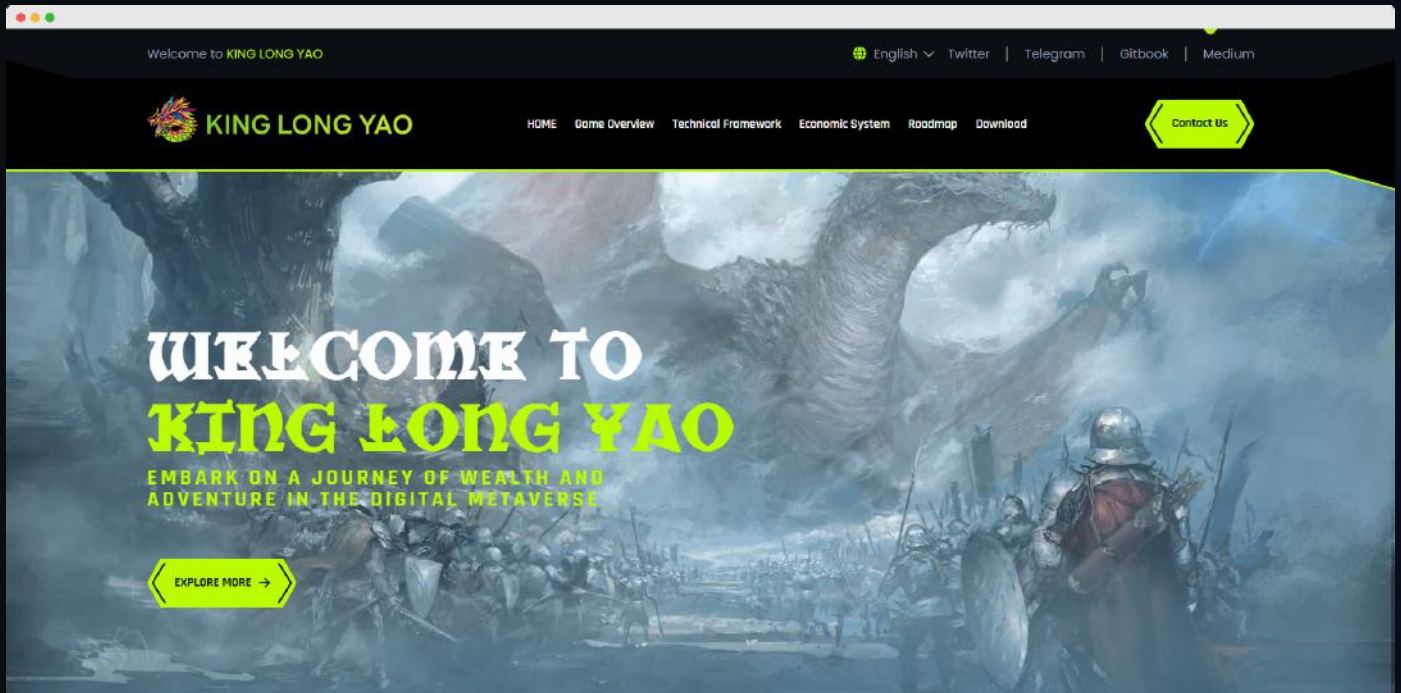 Welcome to KING LONG YAO
English Twitter | Telegram | Gitbook | Medium
KING LONG YAO
HOME Game Overview Technical Framework Economic System Roadmap Download
Contact Us
WELCOME TO
KING LONG YAO
EMBARK ON A JOURNEY OF WEALTH AND
ADVENTURE IN THE DIGITAL METAVERSE
EXPLORE MORE →